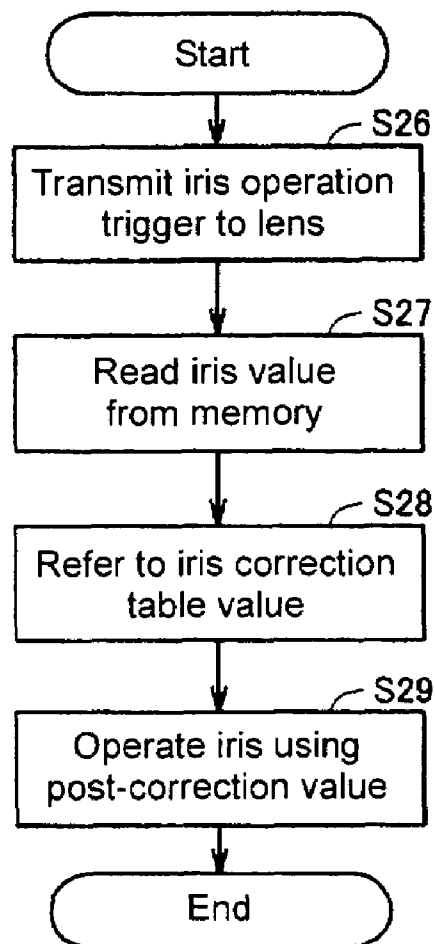 Start
S26
Transmit iris operation
trigger to lens
S27
Read iris value
from memory
S28
Refer to iris correction
table value
S29
Operate iris using
post-correction value
End